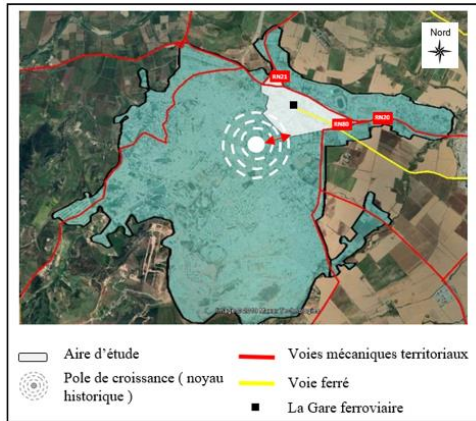 Nord
RN21
RN80
RN20
Aire d'étude
Voies mécaniques territoriaux
Pole de croissance ( noyau
historique )
Voie ferré
La Gare ferroviaire